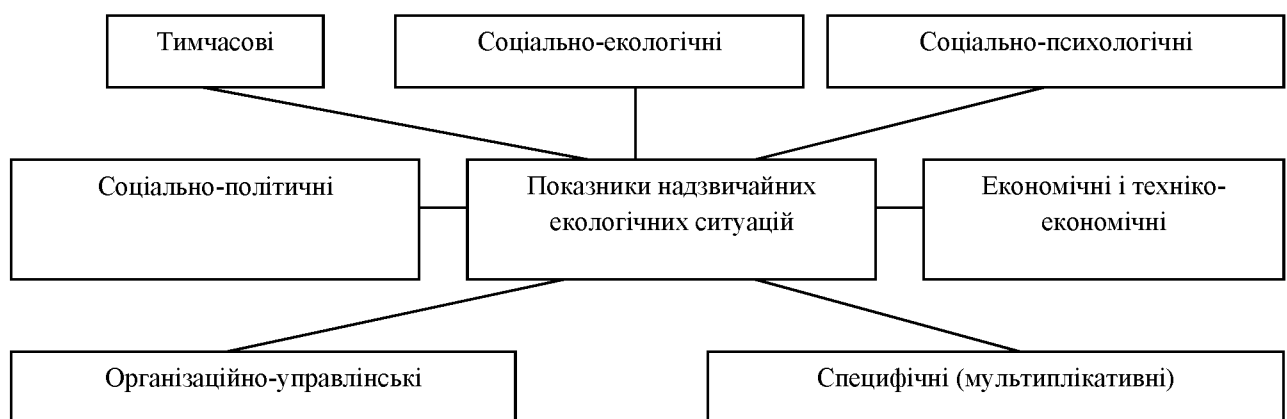 Тимчасові
Соціально-екологічні
Соціально-психологічні
Соціально-політичні
Показники надзвичайних
екологічних ситуацій
Економічні і техніко-
економічні
Організаційно-управлінські
Специфічні (мультиплікативні)